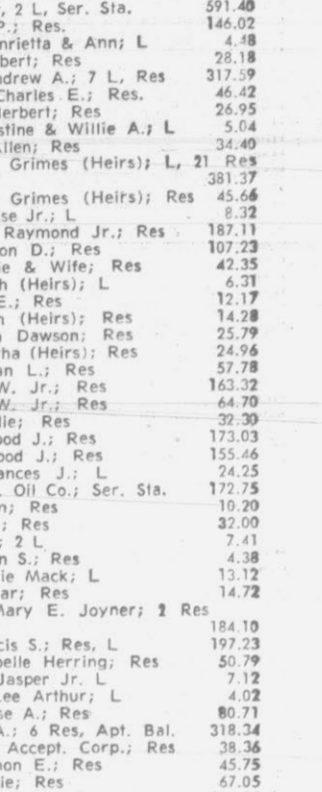 , 2 L, Ser. Sta. 591.40
P.; Res. 146.02
nrietta & Ann; L 4.48
bert; Res 28.18
ndrew A.; 7 L, Res 317.59
Charles E.; Res. 46.42
Herbert; Res 26.95
stine & Willie A.; L 5.04
Allen; Res 34.40
Grimes (Heirs); L, 21 Res
381.37
Grimes (Heirs); Res 45.66
se Jr.; L 8.32
Raymond Jr.; Res 187.11
on D.; Res 107.23
ie & Wife; Res 42.35
h (Heirs); L 6.31
E.; Res 12.17
n (Heirs); Res 14.28
n Dawson; Res 25.79
tha (Heirs); Res 24.96
an L.; Res 57.78
W. Jr.; Res 163.32
W. Jr.; Res 64.70
lle; Res 32.30
ood J.; Res 173.03
ood J.; Res 155.46
ances J.; L 24.25
. Oil Co.; Ser. Sta. 172.75
n; Res 10.20
; Res 32.00
; 2 L 7.41
n S.; Res 4.38
ie Mack; L 13.12
ar; Res 14.72
Mary E. Joyner; 2 Res
184.10
cis S.; Res, L 197.23
belle Herring; Res 50.79
Jasper Jr. L 7.12
Lee Arthur; L 4.02
se A.; Res 80.71
A.; 6 Res, Apt. Bal. 318.34
Accept. Corp.; Res 38.36
oon E.; Res 45.75
ie; Res 67.05